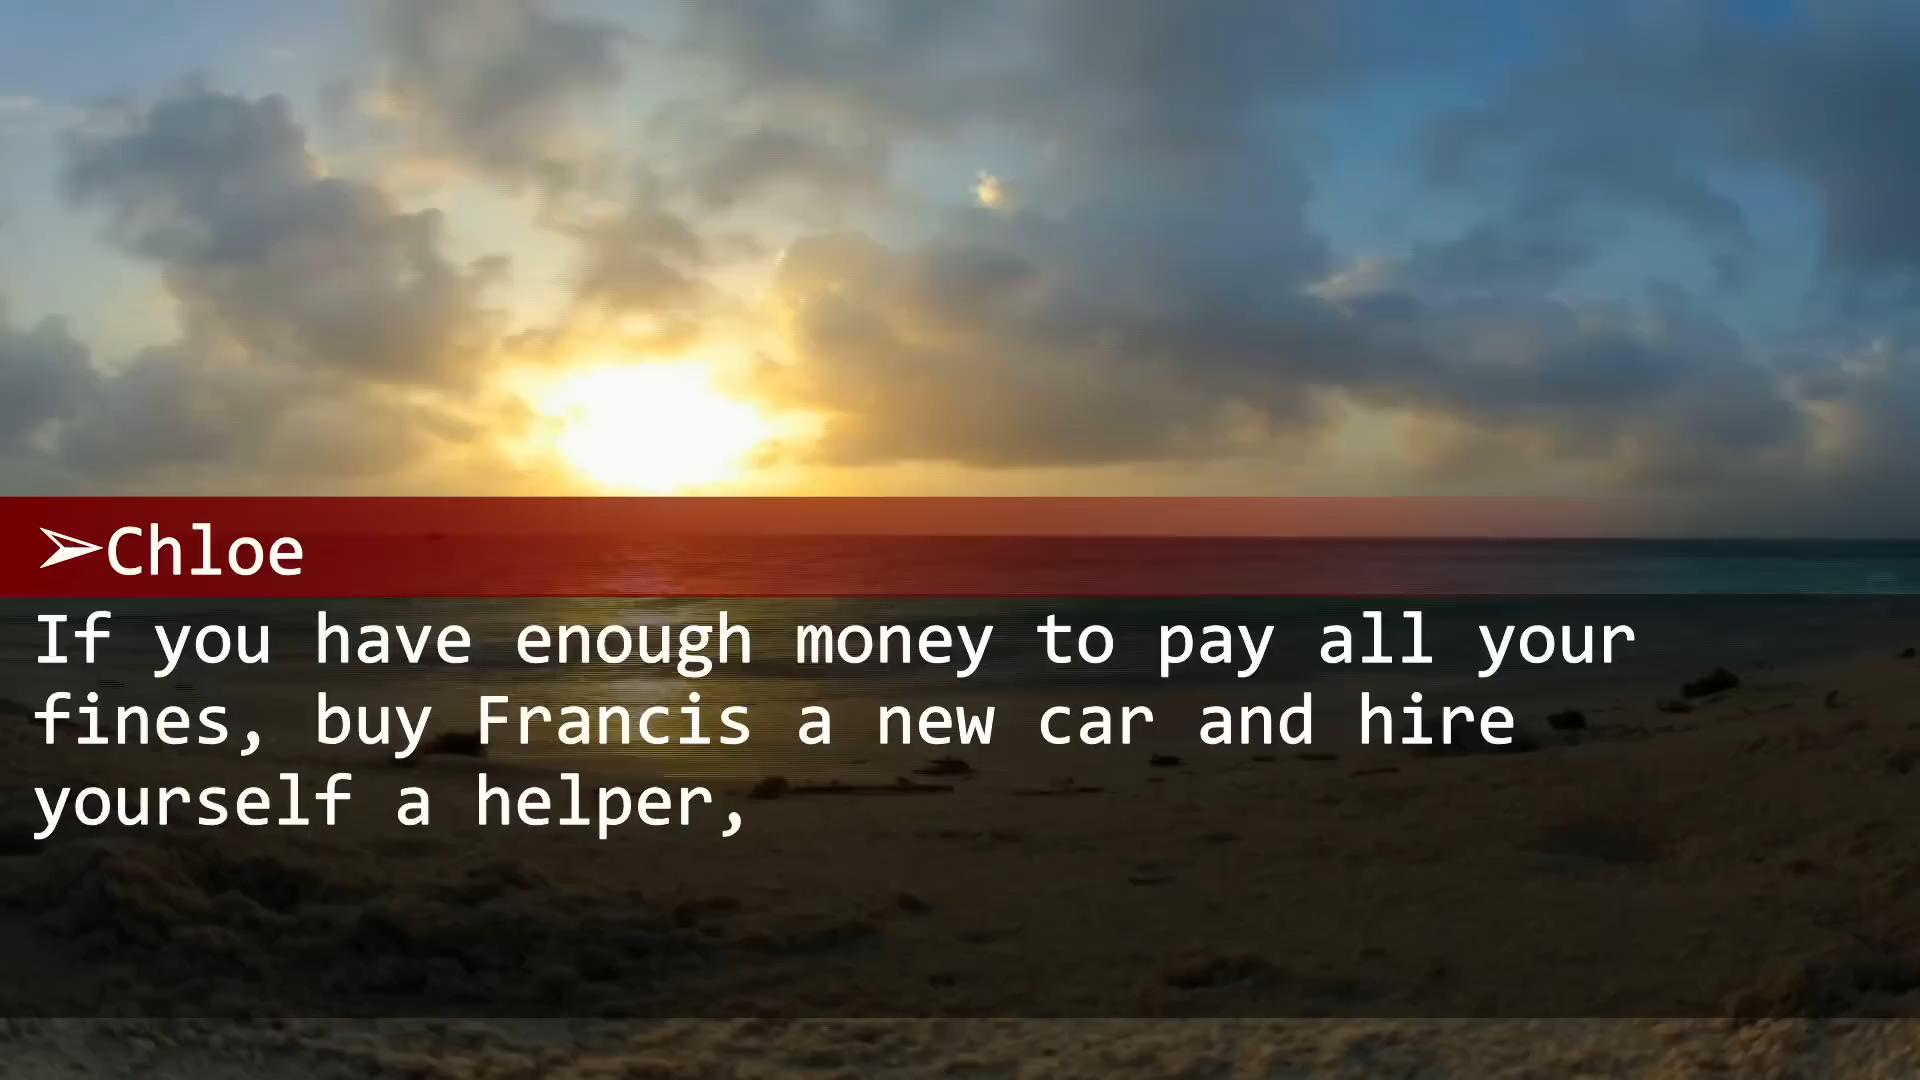 ➢Chloe
If you have enough money to pay all your
fines, buy Francis a new car and hire
yourself a helper,